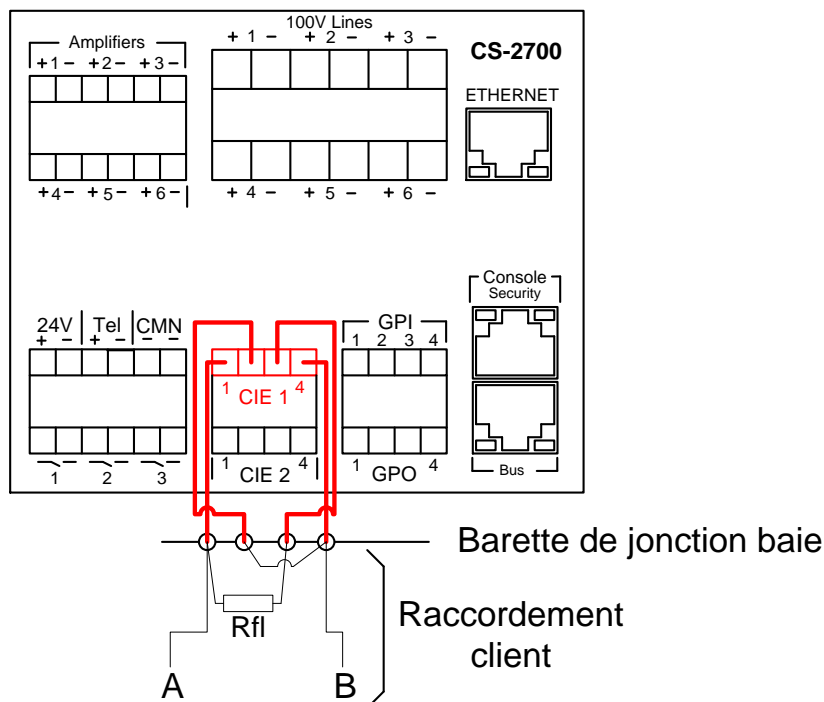 100V Lines
Amplifiers
+ 1 − + 2 − + 3 −
CS-2700
+1− +2− +3−
ETHERNET
+4− +5− +6−
+ 4 − + 5 − + 6 −
Console
Security
24V Tel CMN
GPI
+ − + − − −
1 2 3 4
1 CIE 1 4
1 CIE 2 4
1 GPO 4
Bus
1 2 3
Barette de jonction baie
Rfl
Raccordement
client
A B